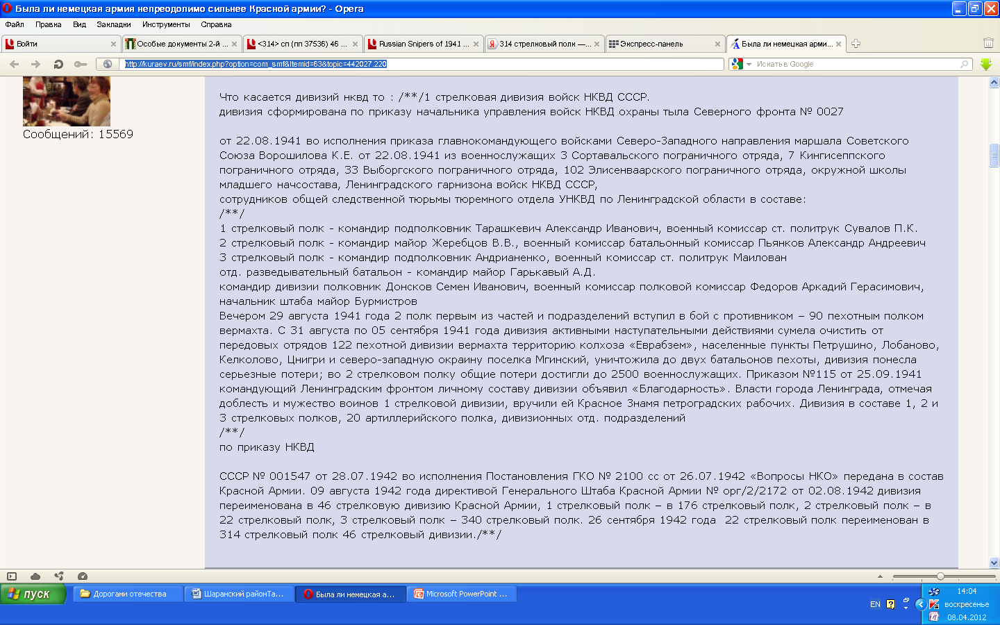 Была ли немецкая армия непреодолимо сильнее Красной армии? - Opera
Файл Правка Вид Закладки Инструменты Справка
Войти
Особые документы 2-й ...
<314> сп (пп 37536) 46 ...
Russian Snipers of 1941 ...
314 стрелковый полк —...
Экспресс-панель
Была ли немецкая арми...
http://kuraev.ru/smf/index.php?option=com_smf&Itemid=63&topic=442027.220
Искать в Google
Сообщений: 15569
Что касается дивизий нквд то : /**/1 стрелковая дивизия войск НКВД СССР.
дивизия сформирована по приказу начальника управления войск НКВД охраны тыла Северного фронта № 0027
от 22.08.1941 во исполнения приказа главнокомандующего войсками Северо-Западного направления маршала Советского
Союза Ворошилова К.Е. от 22.08.1941 из военнослужащих 3 Сортавальского пограничного отряда, 7 Кингисеппского
пограничного отряда, 33 Выборгского пограничного отряда, 102 Элисенваарского пограничного отряда, окружной школы
младшего начсостава, Ленинградского гарнизона войск НКВД СССР,
сотрудников общей следственной тюрьмы тюремного отдела УНКВД по Ленинградской области в составе:
/**/
1 стрелковый полк - командир подполковник Тарашкевич Александр Иванович, военный комиссар ст. политрук Сувалов П.К.
2 стрелковый полк - командир майор Жеребцов В.В., военный комиссар батальонный комиссар Пьянков Александр Андреевич
3 стрелковый полк - командир подполковник Андрианенко, военный комиссар ст. политрук Маилован
отд. разведывательный батальон - командир майор Гарькавый А.Д.
командир дивизии полковник Донсков Семен Иванович, военный комиссар полковой комиссар Федоров Аркадий Герасимович,
начальник штаба майор Бурмистров
Вечером 29 августа 1941 года 2 полк первым из частей и подразделений вступил в бой с противником – 90 пехотным полком
вермахта. С 31 августа по 05 сентября 1941 года дивизия активными наступательными действиями сумела очистить от
передовых отрядов 122 пехотной дивизии вермахта территорию колхоза «Еврабзем», населенные пункты Петрушино, Лобаново,
Келколово, Цнигри и северо-западную окраину поселка Мгинский, уничтожила до двух батальонов пехоты, дивизия понесла
серьезные потери; во 2 стрелковом полку общие потери достигли до 2500 военнослужащих. Приказом №115 от 25.09.1941
командующий Ленинградским фронтом личному составу дивизии объявил «Благодарность». Власти города Ленинграда, отмечая
доблесть и мужество воинов 1 стрелковой дивизии, вручили ей Красное Знамя петроградских рабочих. Дивизия в составе 1, 2 и
3 стрелковых полков, 20 артиллерийского полка, дивизионных отд. подразделений
/**/
по приказу НКВД
СССР № 001547 от 28.07.1942 во исполнения Постановления ГКО № 2100 сс от 26.07.1942 «Вопросы НКО» передана в состав
Красной Армии. 09 августа 1942 года директивой Генерального Штаба Красной Армии № орг/2/2172 от 02.08.1942 дивизия
переименована в 46 стрелковую дивизию Красной Армии, 1 стрелковый полк – в 176 стрелковый полк, 2 стрелковый полк – в
22 стрелковый полк, 3 стрелковый полк – 340 стрелковый полк. 26 сентября 1942 года 22 стрелковый полк переименован в
314 стрелковый полк 46 стрелковый дивизии./**/
пуск
Дорогами отечества
Шаранский районТа...
Была ли немецкая а...
Microsoft PowerPoint ...
EN
14:04
воскресенье
08.04.2012